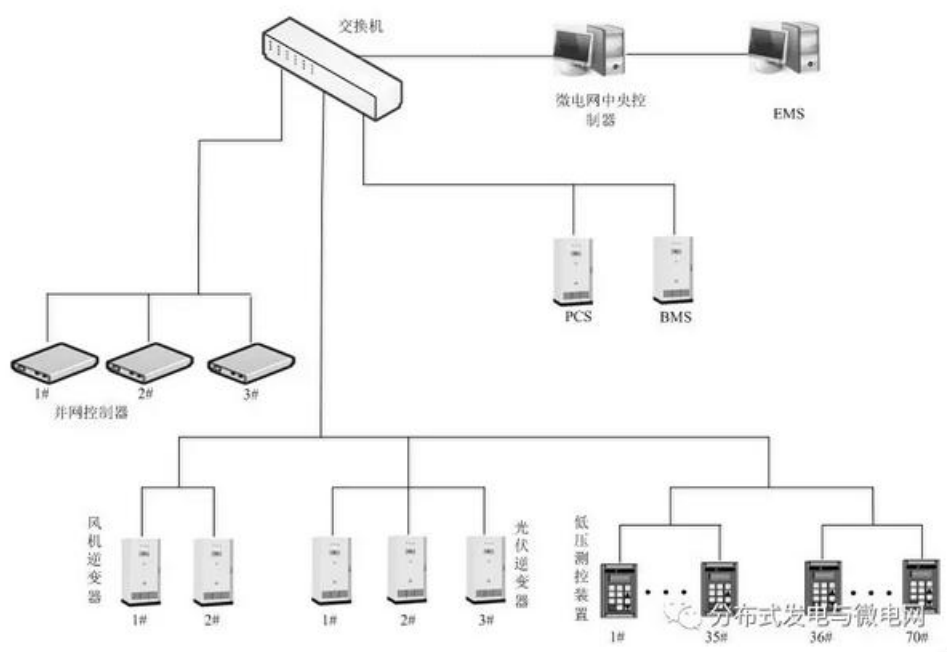 交换机
微电网中央控
制器
EMS
PCS
BMS
1#
2#
3#
并网控制器
风机逆变器
1#
2#
光伏逆变器
1#
2#
3#
低压测控装置
1#
35#
36#
70#
分布式发电与微电网